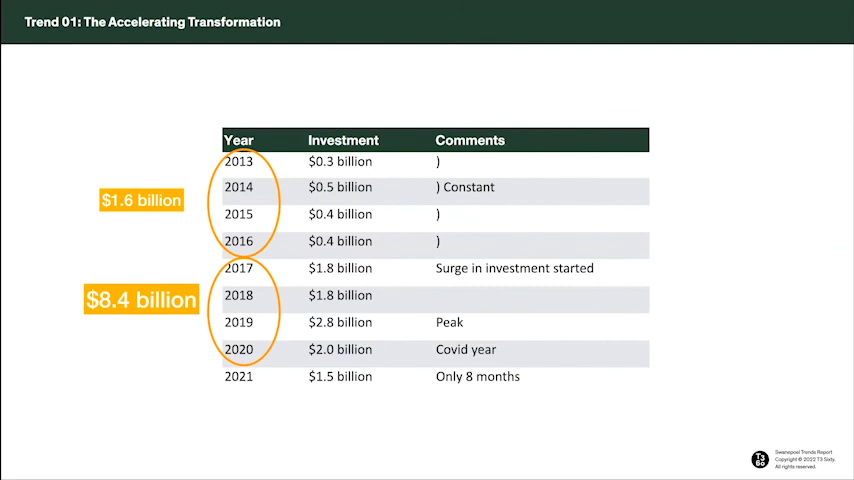 Trend 01: The Accelerating Transformation
Year Investment Comments
2013 $0.3 billion )
2014 $0.5 billion ) Constant
$1.6 billion
2015 $0.4 billion )
2016 $0.4 billion )
2017 $1.8 billion Surge in investment started
2018 $1.8 billion
$8.4 billion
2019 $2.8 billion Peak
2020 $2.0 billion Covid year
2021 $1.5 billion Only 8 months
T3
60
Swanepoel Trends Report
Copyright © 2022 T3 Sixty.
All rights reserved.